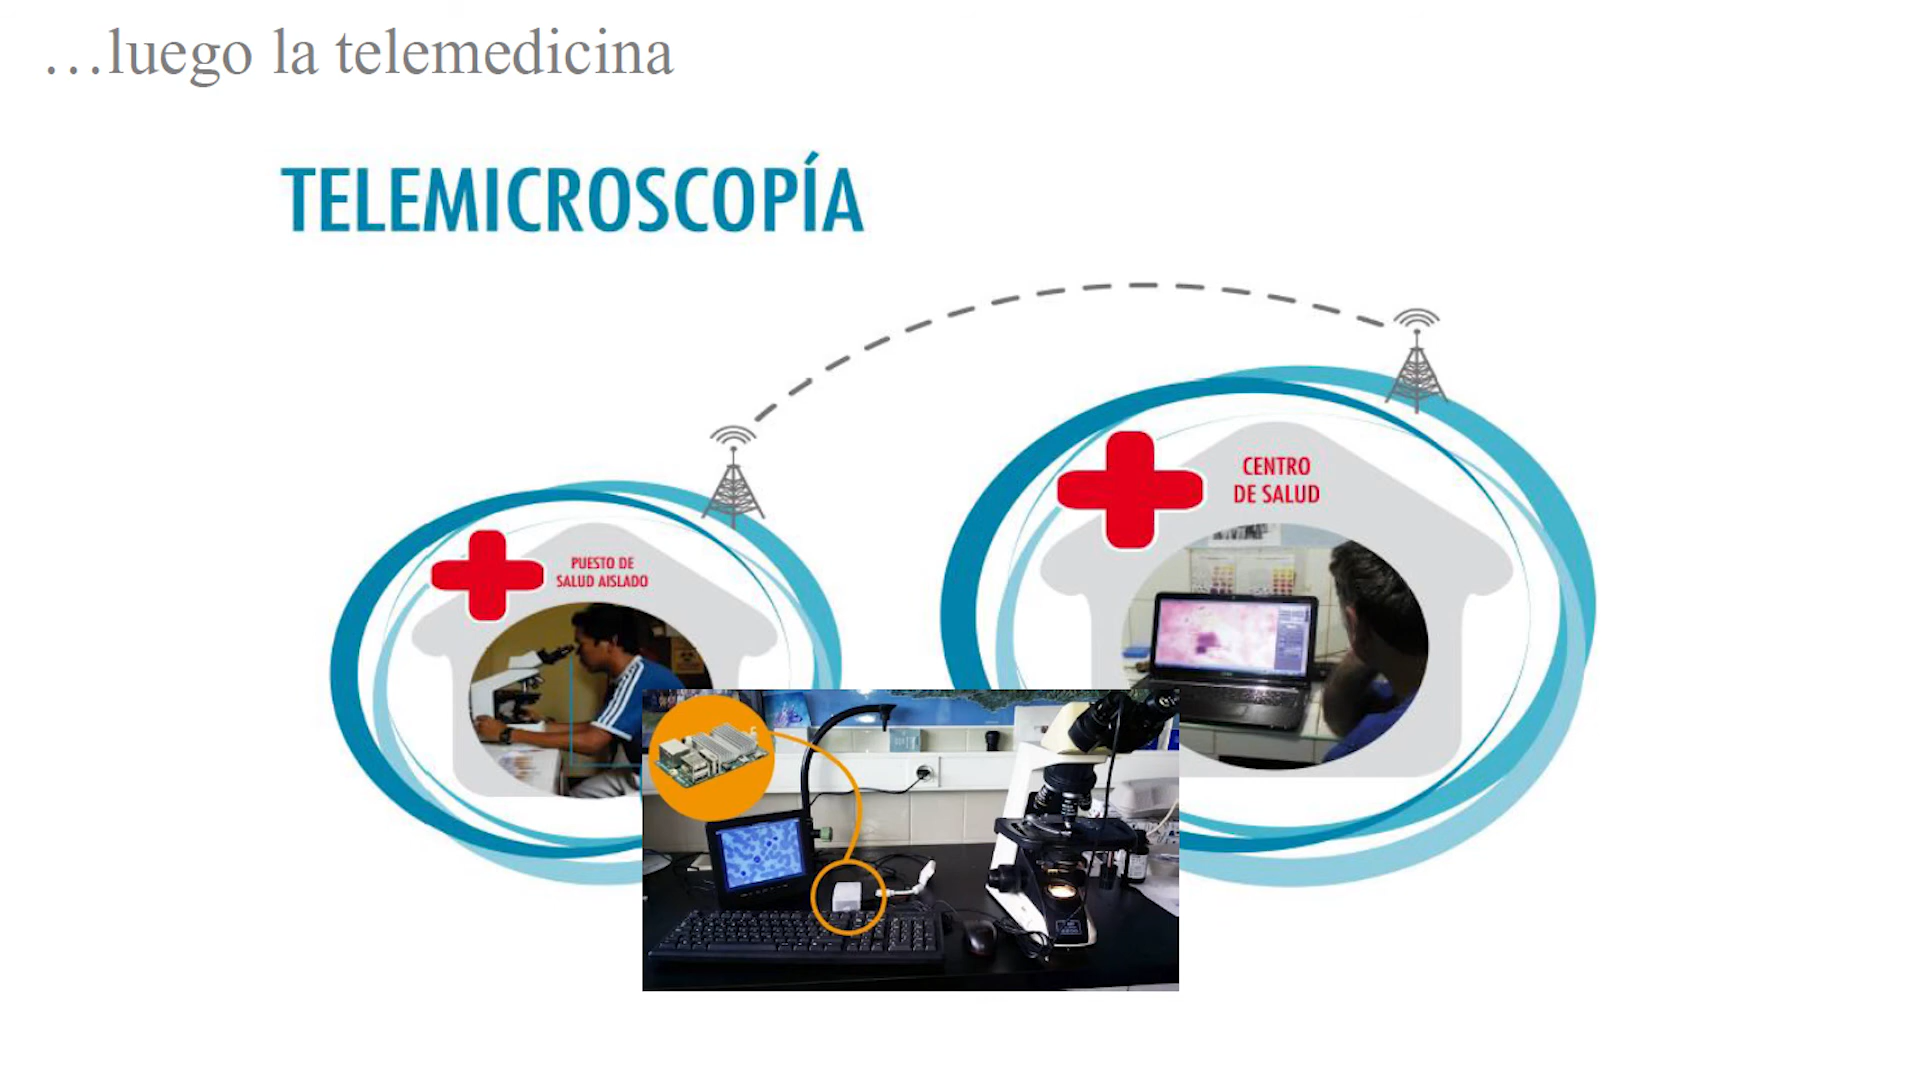 …luego la telemedicina
TELEMICROSCOPÍA
CENTRO
DE SALUD
PUESTO DE
SALUD AISLADO